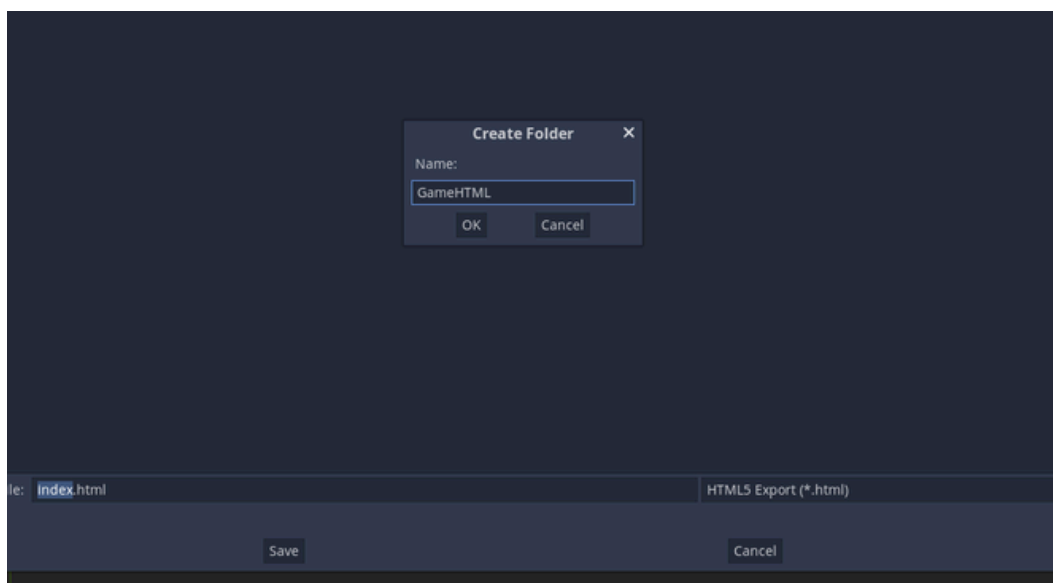 Create Folder
Name:
GameHTML
OK Cancel
le: index.html HTML5 Export (*.html)
Save Cancel